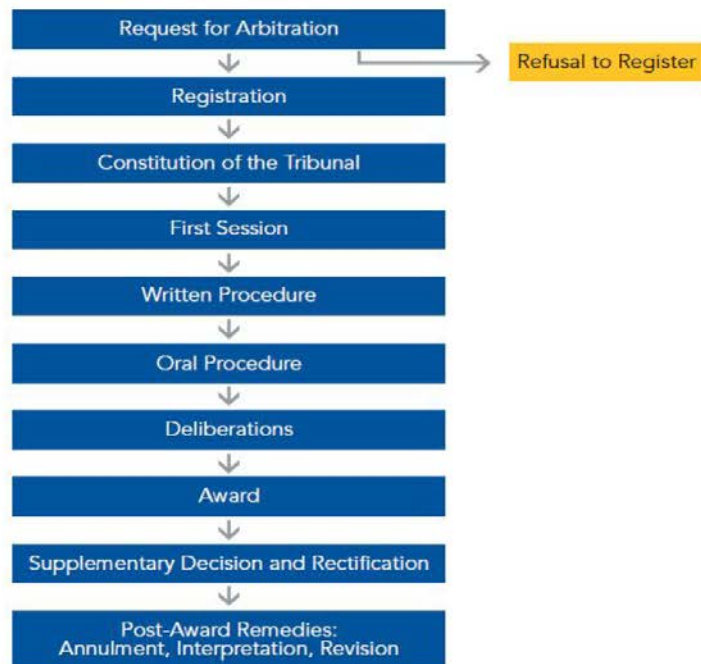 Request for Arbitration
Refusal to Register
Registration
Constitution of the Tribunal
First Session
Written Procedure
Oral Procedure
Deliberations
Award
Supplementary Decision and Rectification
Post-Award Remedies:
Annulment, Interpretation, Revision